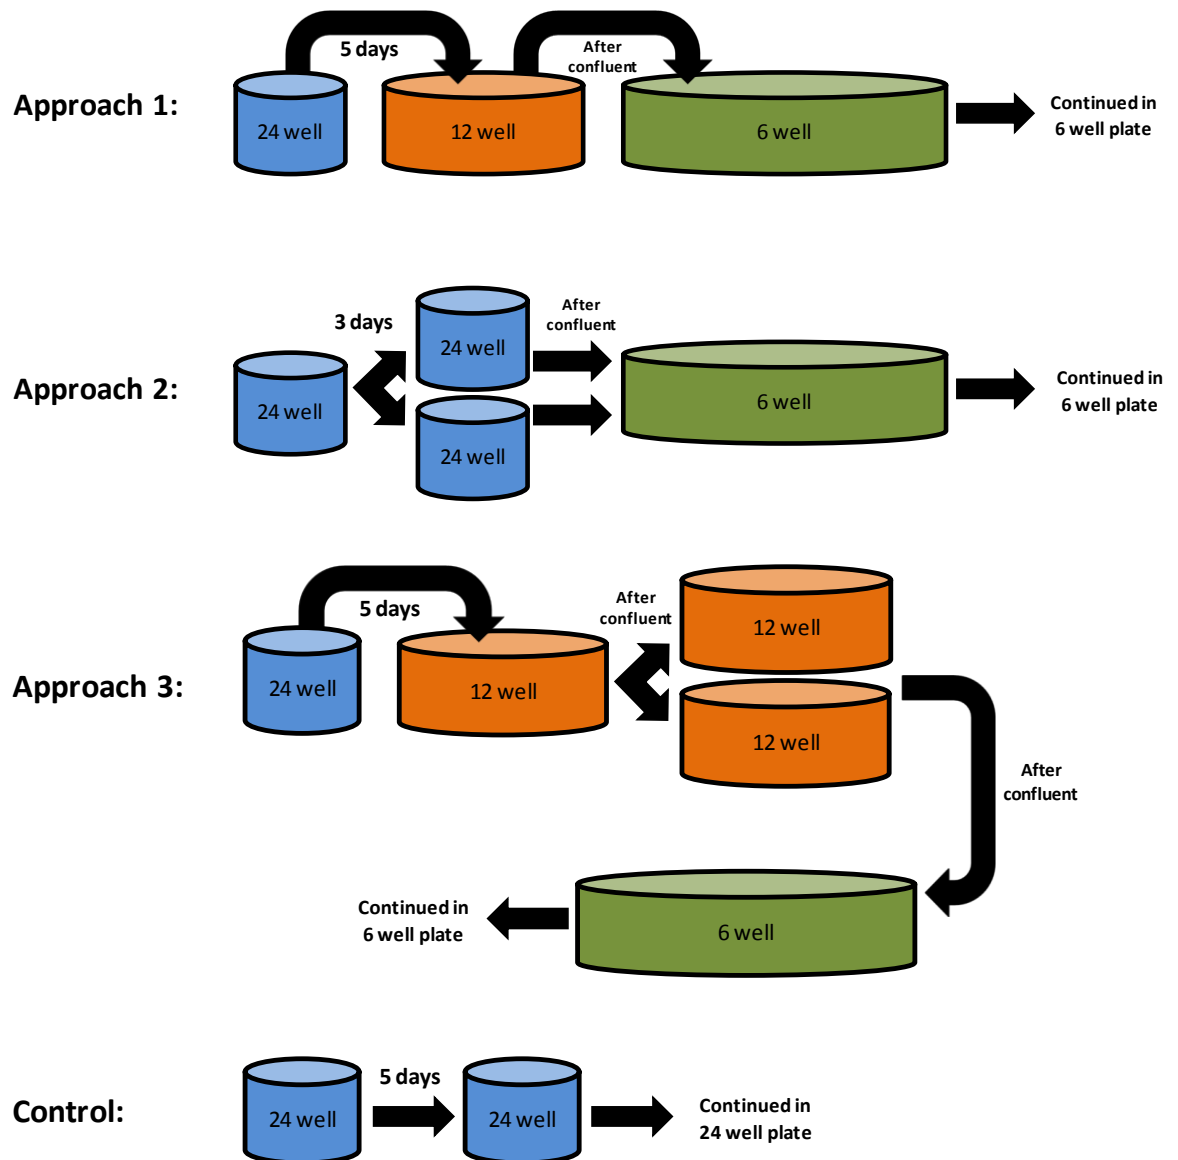 Approach 1:
5 days
After
confluent
24 well
12 well
6 well
Continued in
6 well plate
Approach 2:
3 days
After
confluent
24 well
24 well
24 well
6 well
Continued in
6 well plate
Approach 3:
5 days
After
confluent
24 well
12 well
12 well
12 well
After
confluent
6 well
Continued in
6 well plate
Control:
5 days
24 well
24 well
Continued in
24 well plate